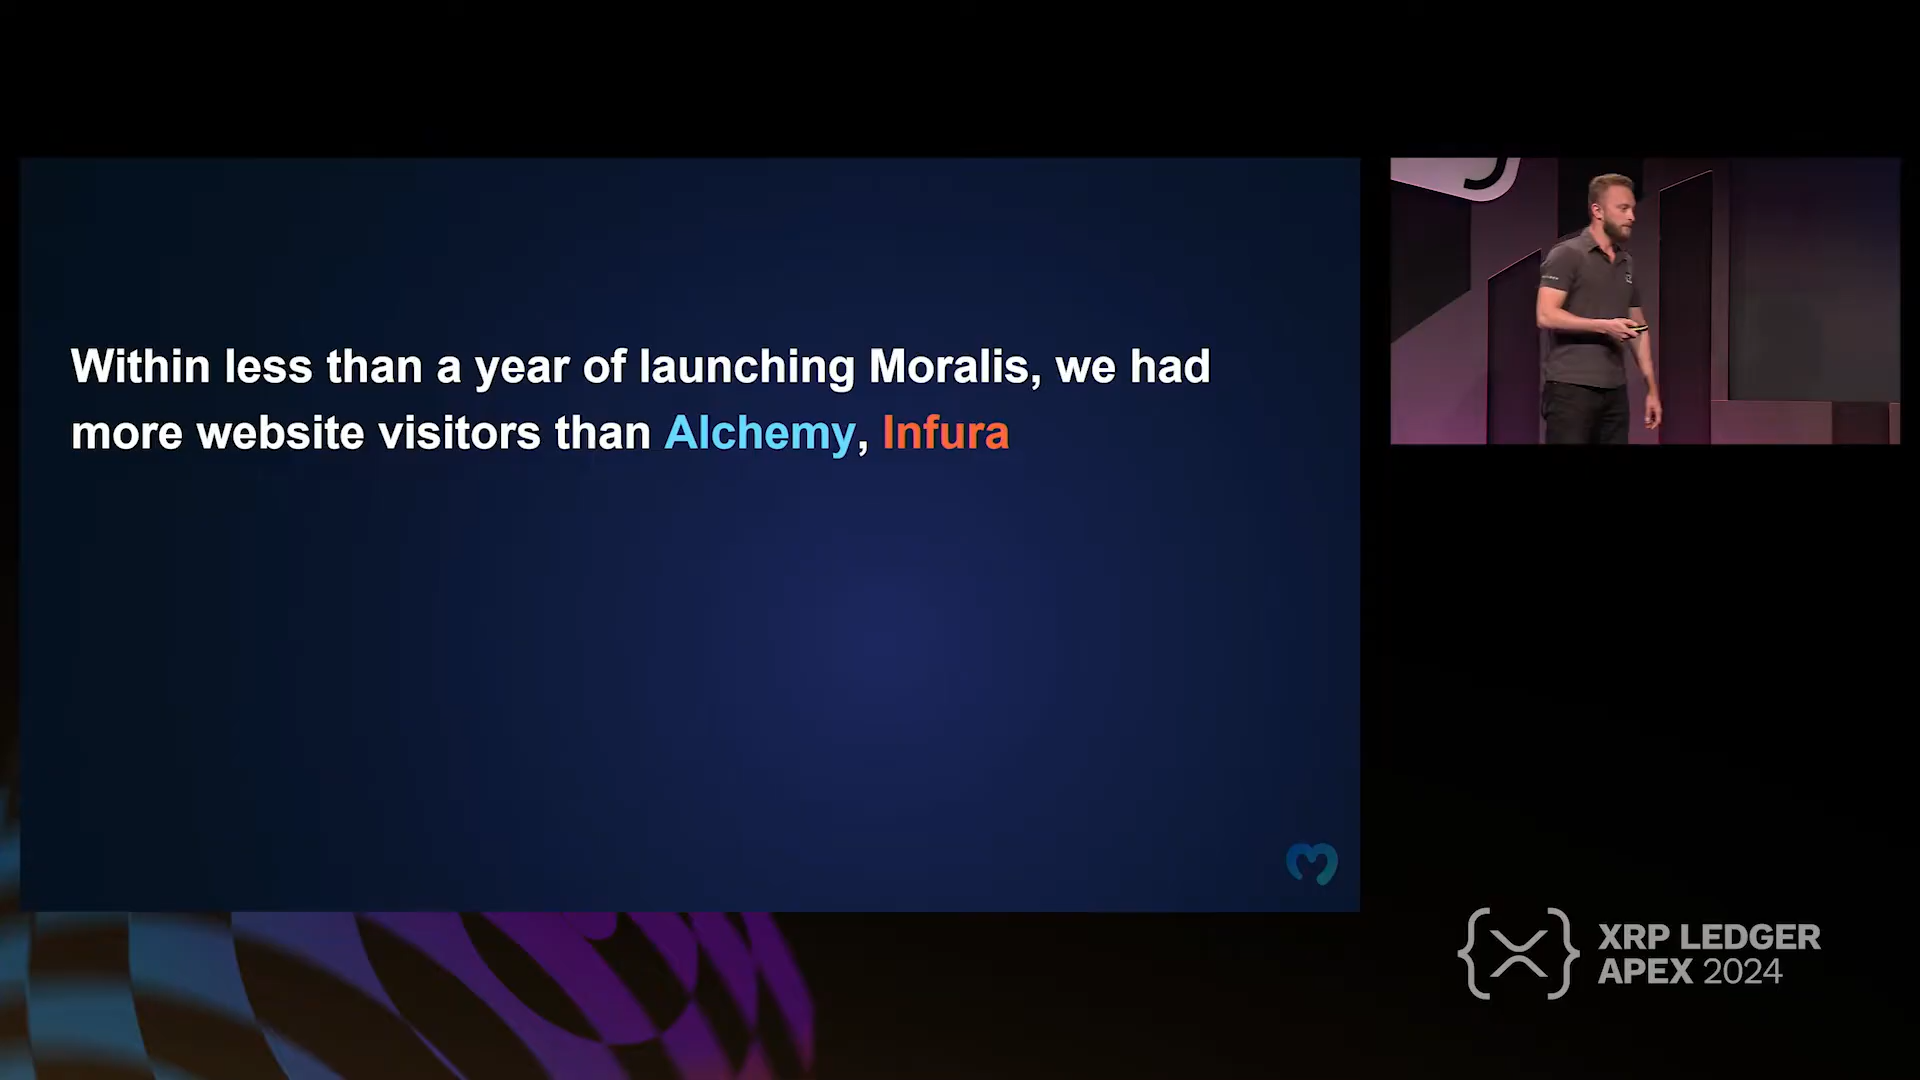 Within less than a year of launching Moralis, we had
more website visitors than Alchemy, Infura
XRP LEDGER
APEX 2024